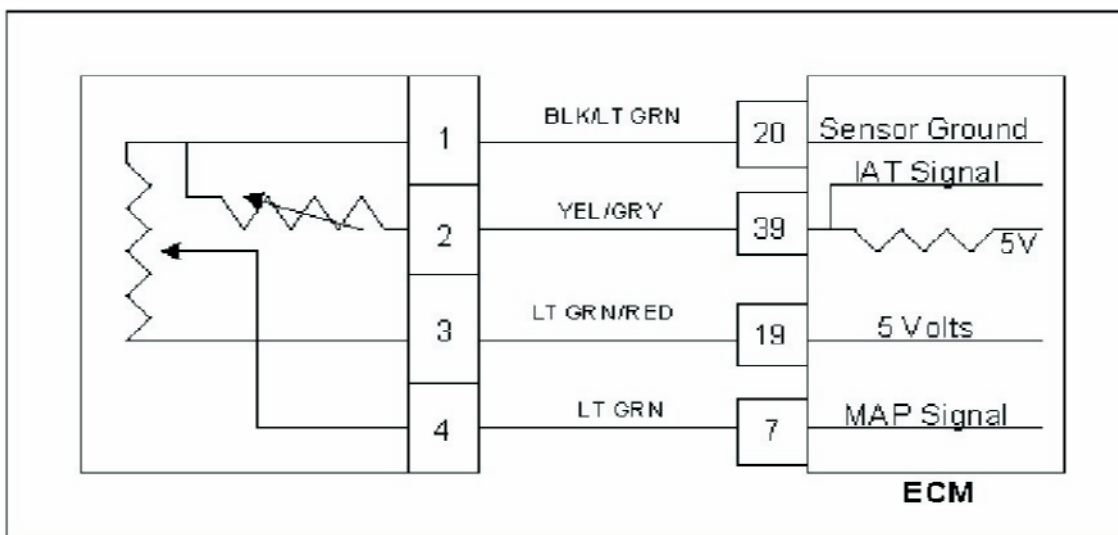 1 BLK/LT GRN 20 Sensor Ground
IAT Signal
2 YEL/GRY 39 5V
3 LT GRN/RED 19 5 Volts
4 LT GRN 7 MAP Signal
ECM